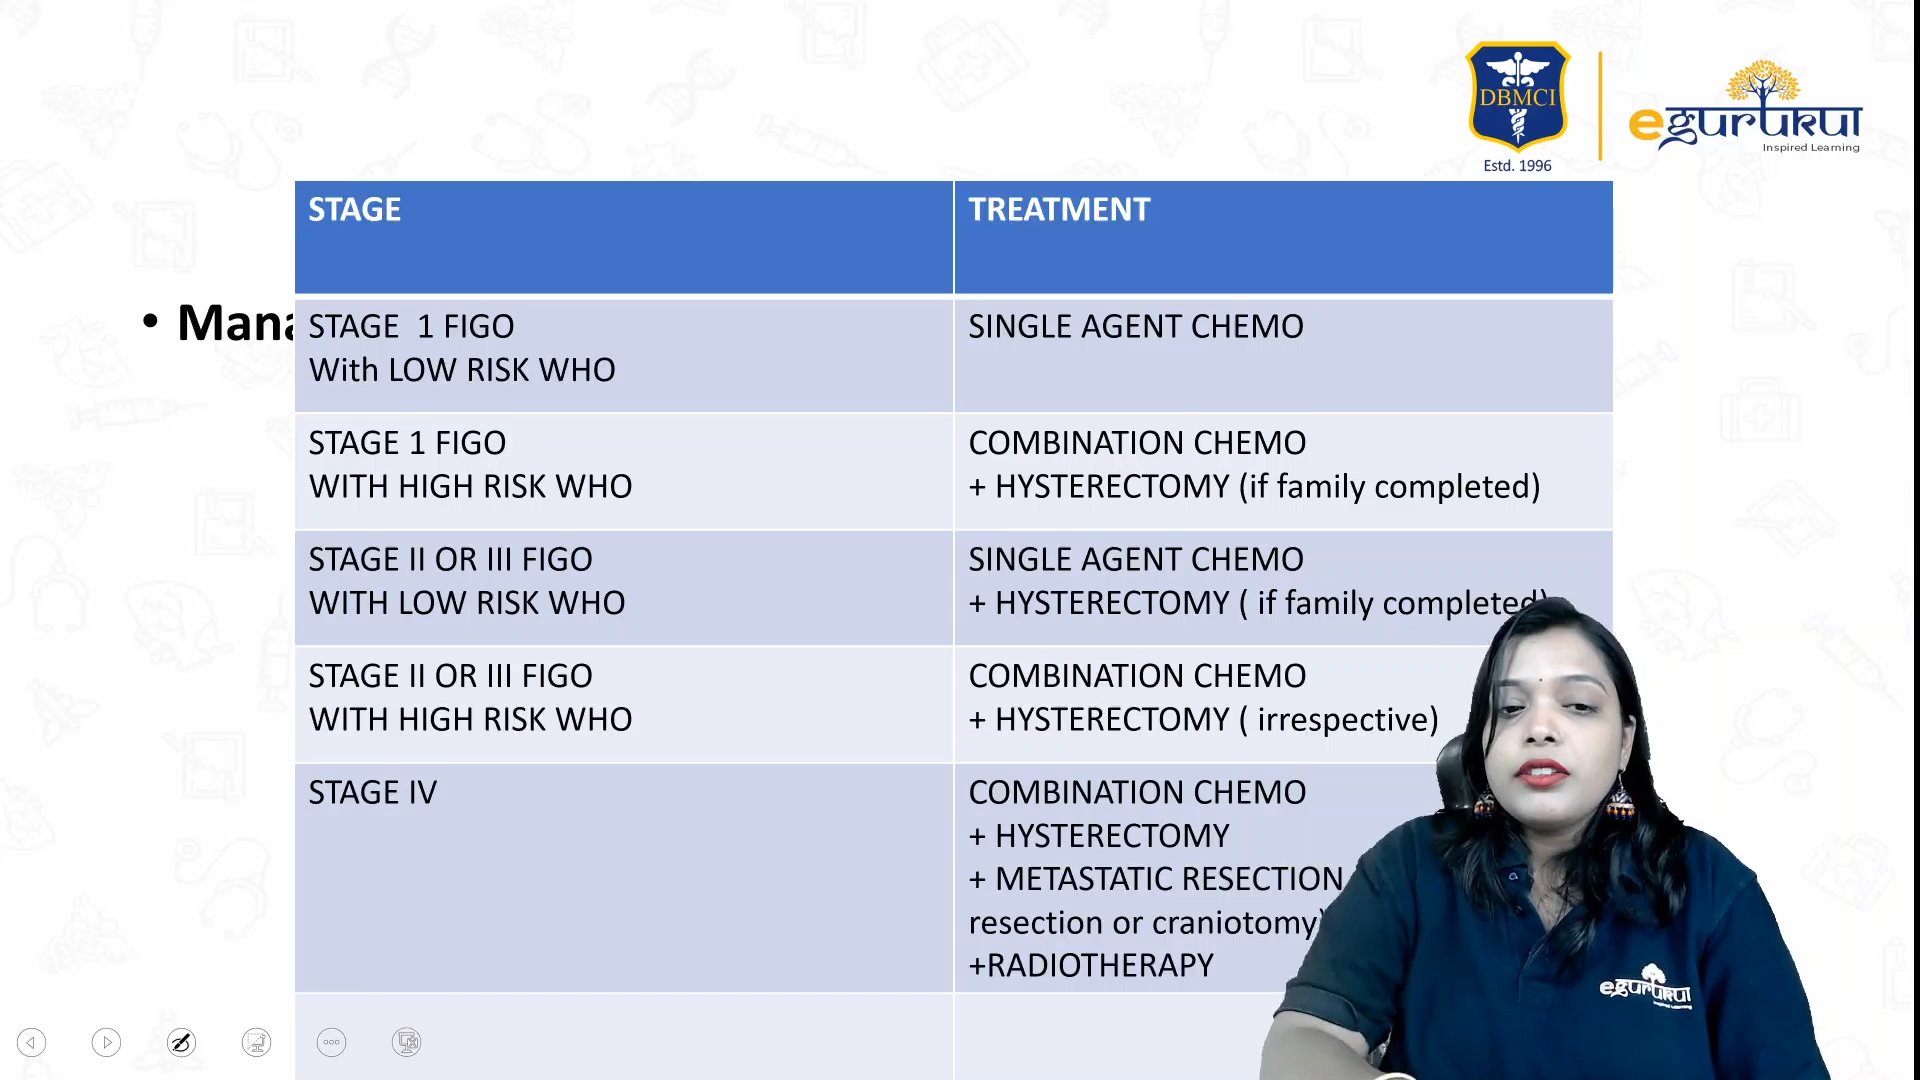 DBMCI
Estd. 1996
egurukul
Inspired Learning
STAGE
TREATMENT
• Mana
STAGE 1 FIGO
With LOW RISK WHO
SINGLE AGENT CHEMO
STAGE 1 FIGO
WITH HIGH RISK WHO
COMBINATION CHEMO
+ HYSTERECTOMY (if family completed)
STAGE II OR III FIGO
WITH LOW RISK WHO
SINGLE AGENT CHEMO
+ HYSTERECTOMY ( if family completed)
STAGE II OR III FIGO
WITH HIGH RISK WHO
COMBINATION CHEMO
+ HYSTERECTOMY ( irrespective)
STAGE IV
COMBINATION CHEMO
+ HYSTERECTOMY
+ METASTATIC RESECTION
resection or craniotomy)
+RADIOTHERAPY
egurukul